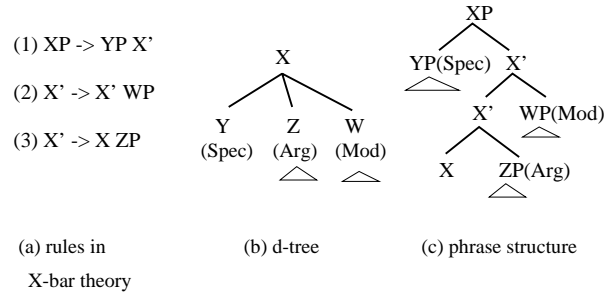 (1) XP -> YP X'
(2) X' -> X' WP
(3) X' -> X ZP
(a) rules in
X-bar theory
X
Y Z W
(Spec) (Arg) (Mod)
(b) d-tree
XP
YP(Spec) X'
X' WP(Mod)
X ZP(Arg)
(c) phrase structure